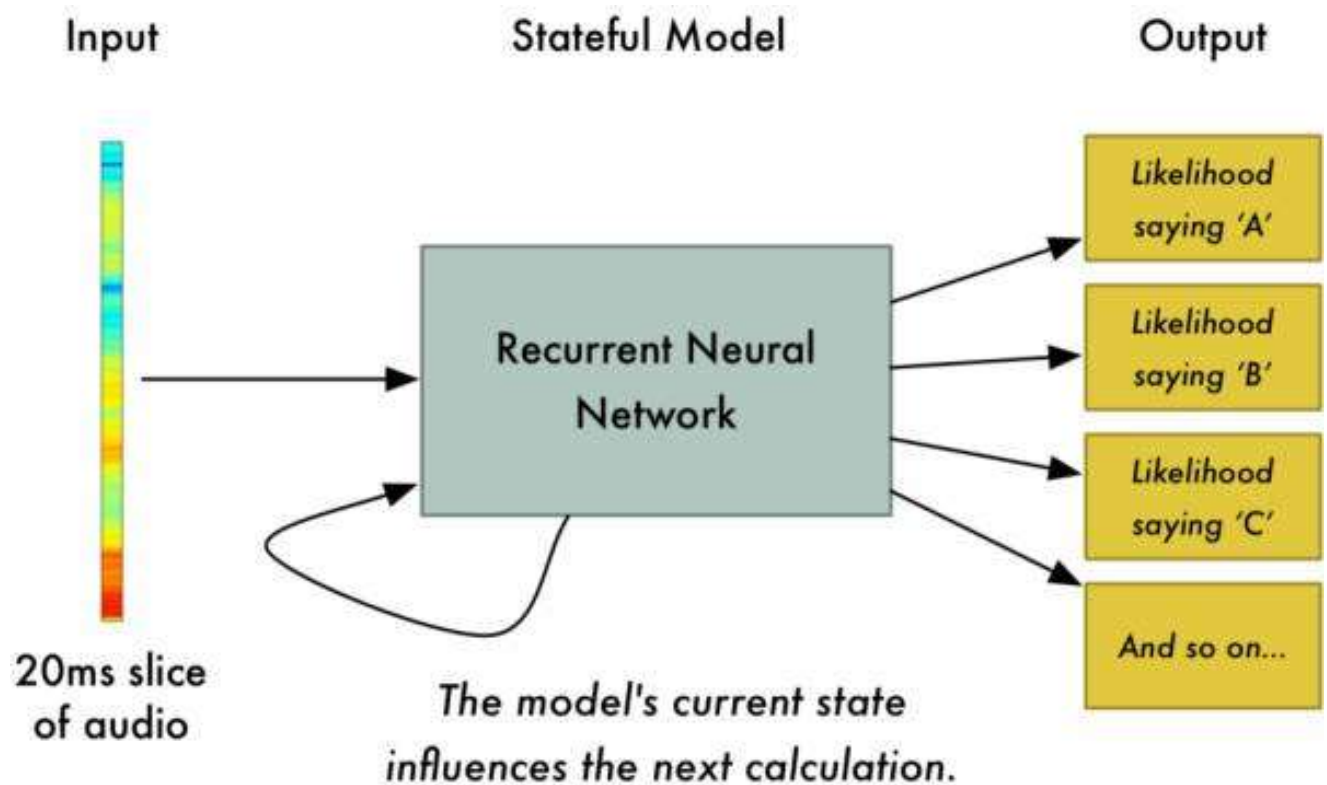 Input
Stateful Model
Output
Likelihood
saying 'A'
Likelihood
saying 'B'
Recurrent Neural
Network
Likelihood
saying 'C'
And so on...
20ms slice
of audio
The model's current state
influences the next calculation.